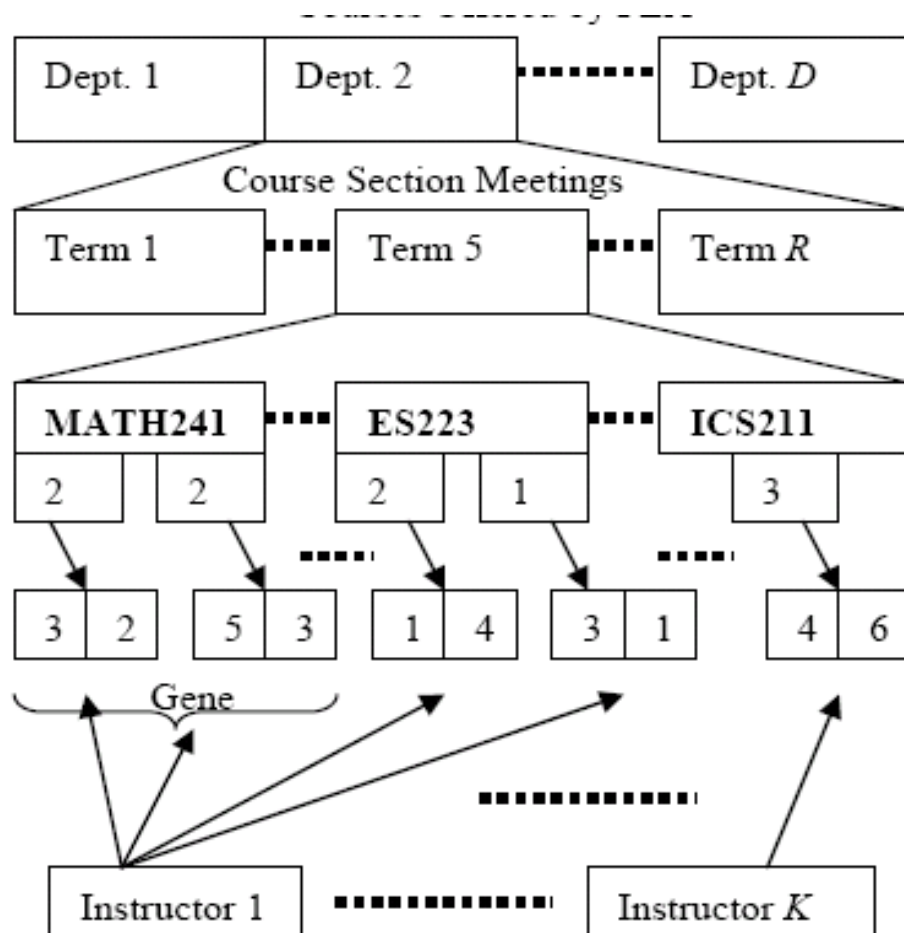 Dept. 1 Dept. 2 Dept. D
Course Section Meetings
Term 1 Term 5 Term R
MATH241 ES223 ICS211
2 2 2 1 3
3 2 5 3 1 4 3 1 4 6
Gene
Instructor 1 Instructor K